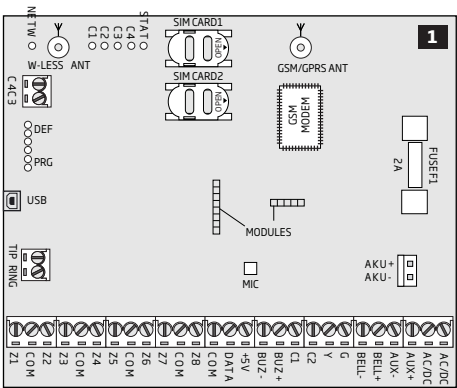 NETW
C1
C2
C3
C4
STAT
SIM CARD1
OPEN
1
W-LESS ANT
GSM/GPRS ANT
SIM CARD2
OPEN
C4 C3
GSM
MODEM
DEF
PRG
FUSEF1
2A
USB
MODULES
TIP RING
AKU+
AKU-
MIC
Z1
COM
Z2
Z3
COM
Z4
Z5
COM
Z6
Z7
COM
Z8
COM
DATA
+5V
BUZ-
BUZ+
C1
C2
Y
G
BELL-
BELL+
AUX-
AUX+
AC/DC
AC/DC